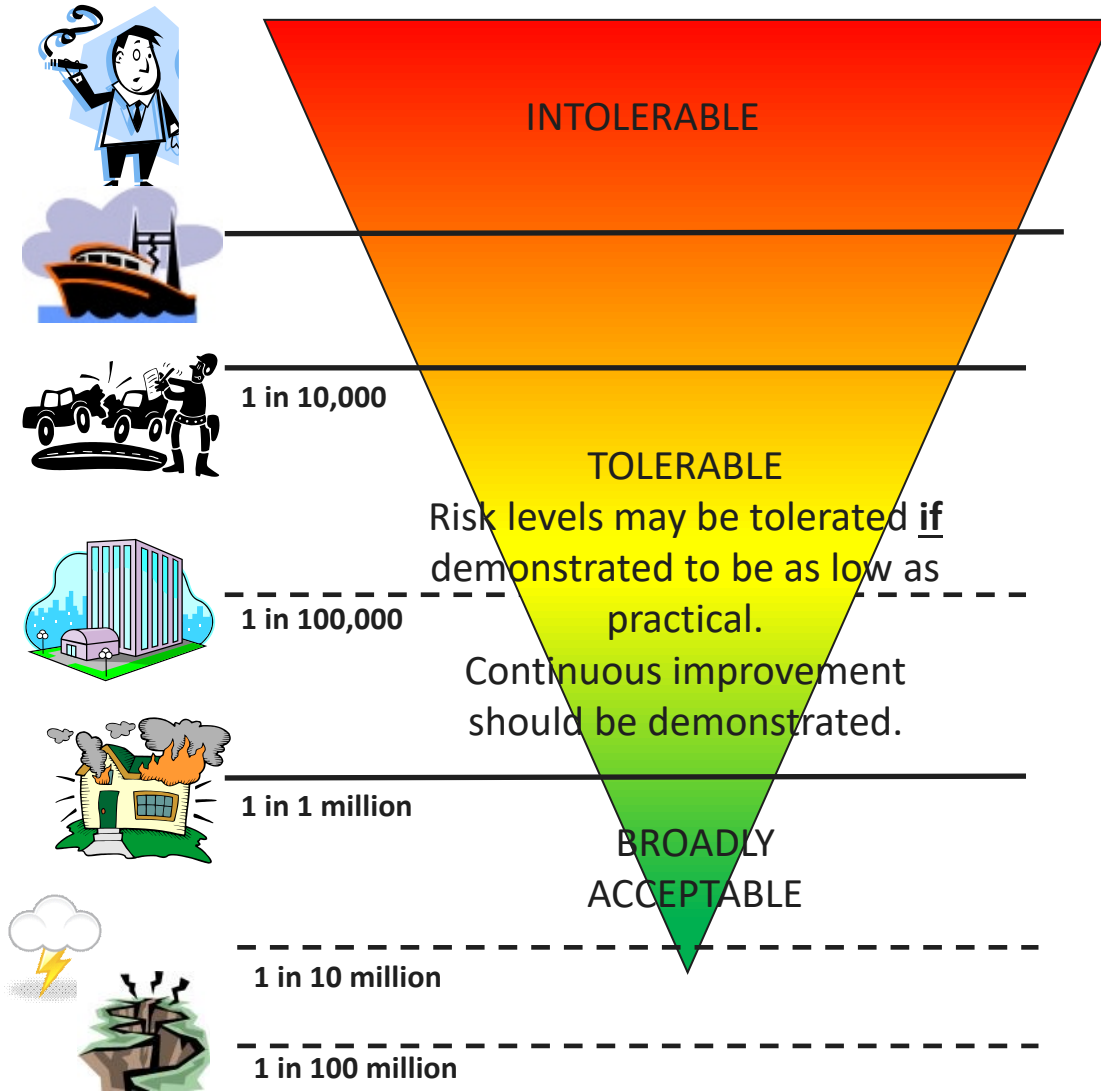 INTOLERABLE
1 in 10,000
TOLERABLE
Risk levels may be tolerated if
demonstrated to be as low as
practical.
1 in 100,000
Continuous improvement
should be demonstrated.
1 in 1 million
BROADLY
ACCEPTABLE
1 in 10 million
1 in 100 million